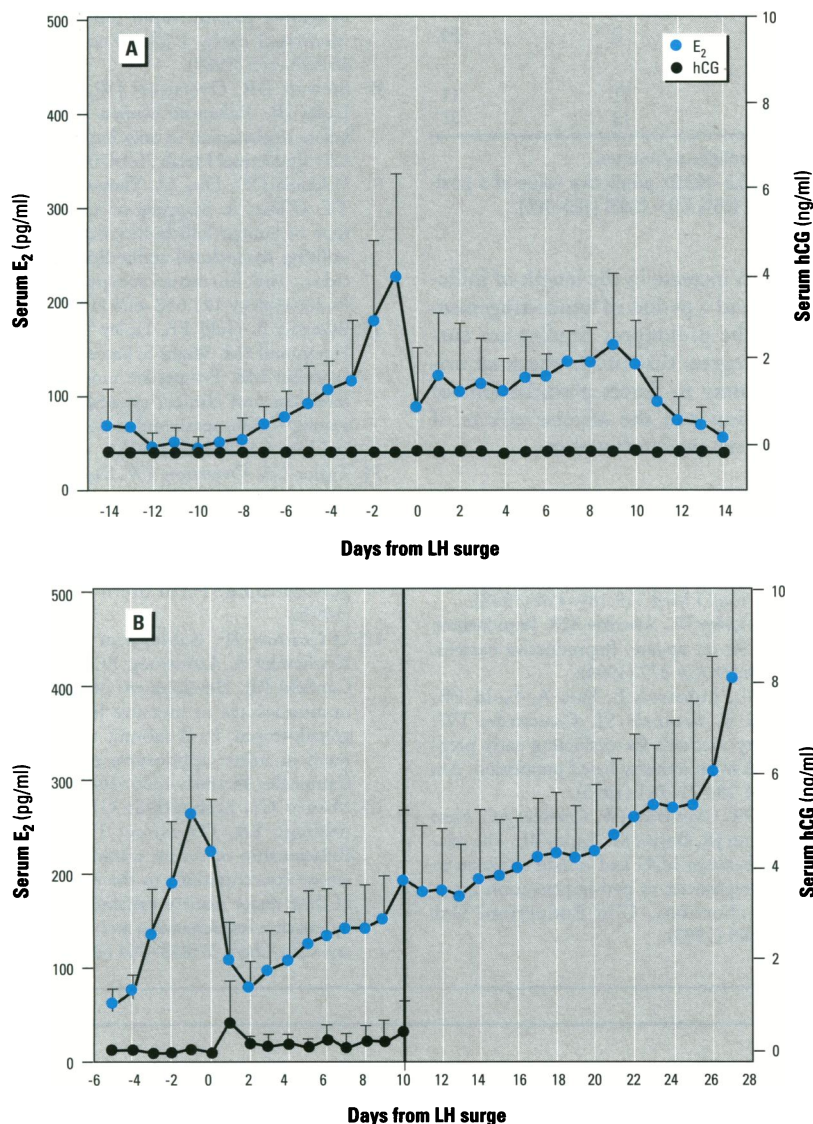 A
E2
hCG
500
400
300
200
100
0
Serum E2 (pg/ml)
10
8
6
4
2
0
Serum hCG (ng/ml)
-14 -12 -10 -8 -6 -4 -2 0 2 4 6 8 10 12 14
Days from LH surge
B
500
400
300
200
100
0
Serum E2 (pg/ml)
10
8
6
4
2
0
Serum hCG (ng/ml)
-6 -4 -2 0 2 4 6 8 10 12 14 16 18 20 22 24 26 28
Days from LH surge